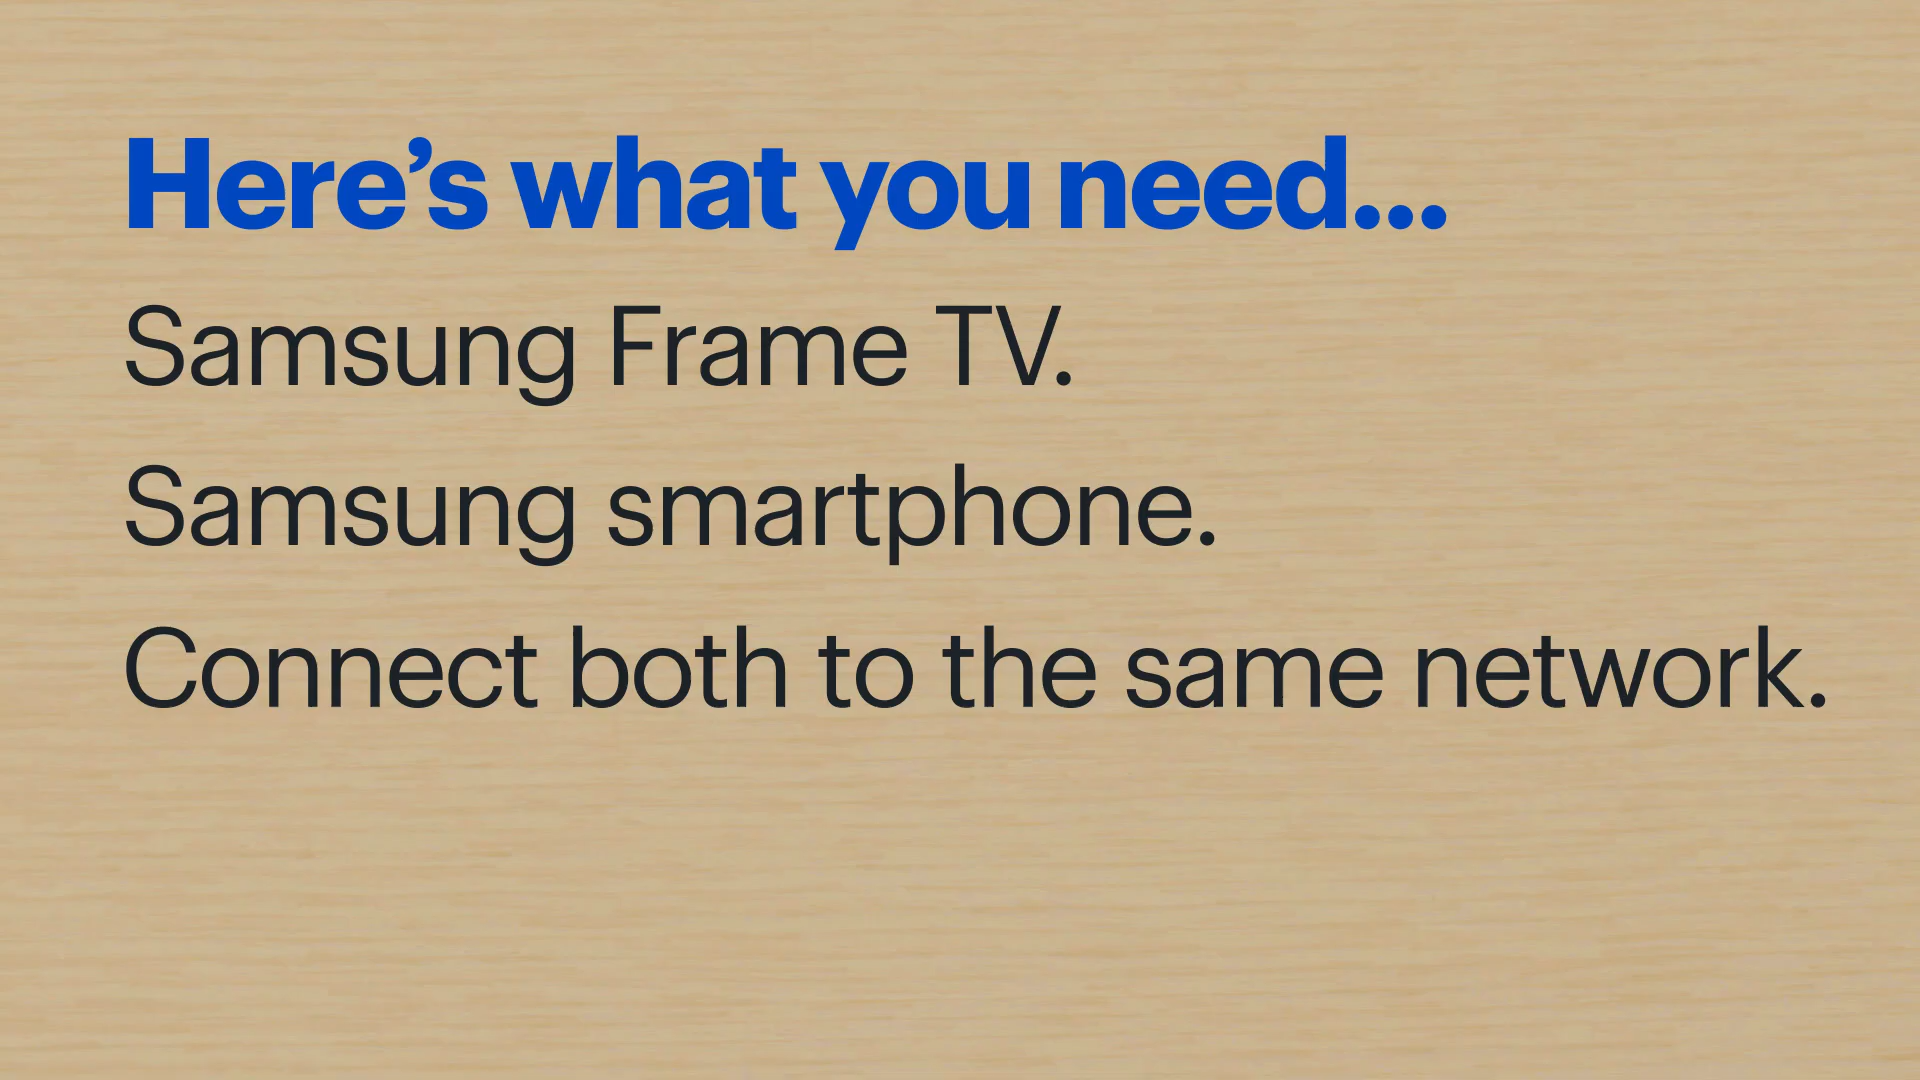 Here’s what you need...
Samsung Frame TV.
Samsung smartphone.
Connect both to the same network.